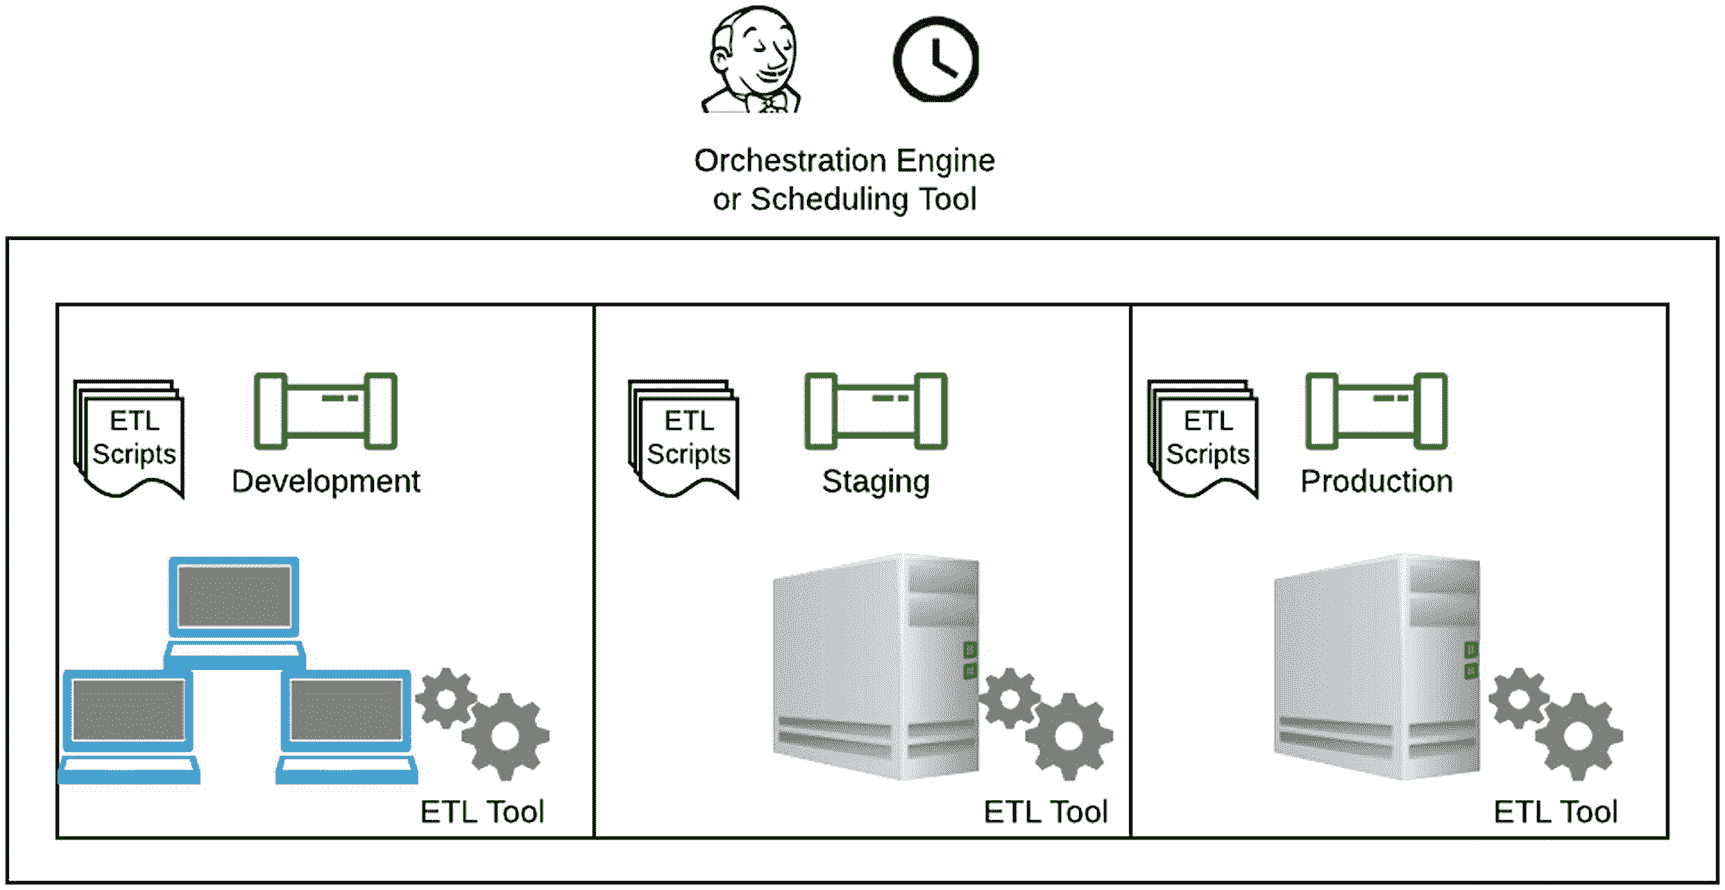 Orchestration Engine
or Scheduling Tool
ETL
Scripts
Development
ETL Tool
ETL
Scripts
Staging
ETL Tool
ETL
Scripts
Production
ETL Tool